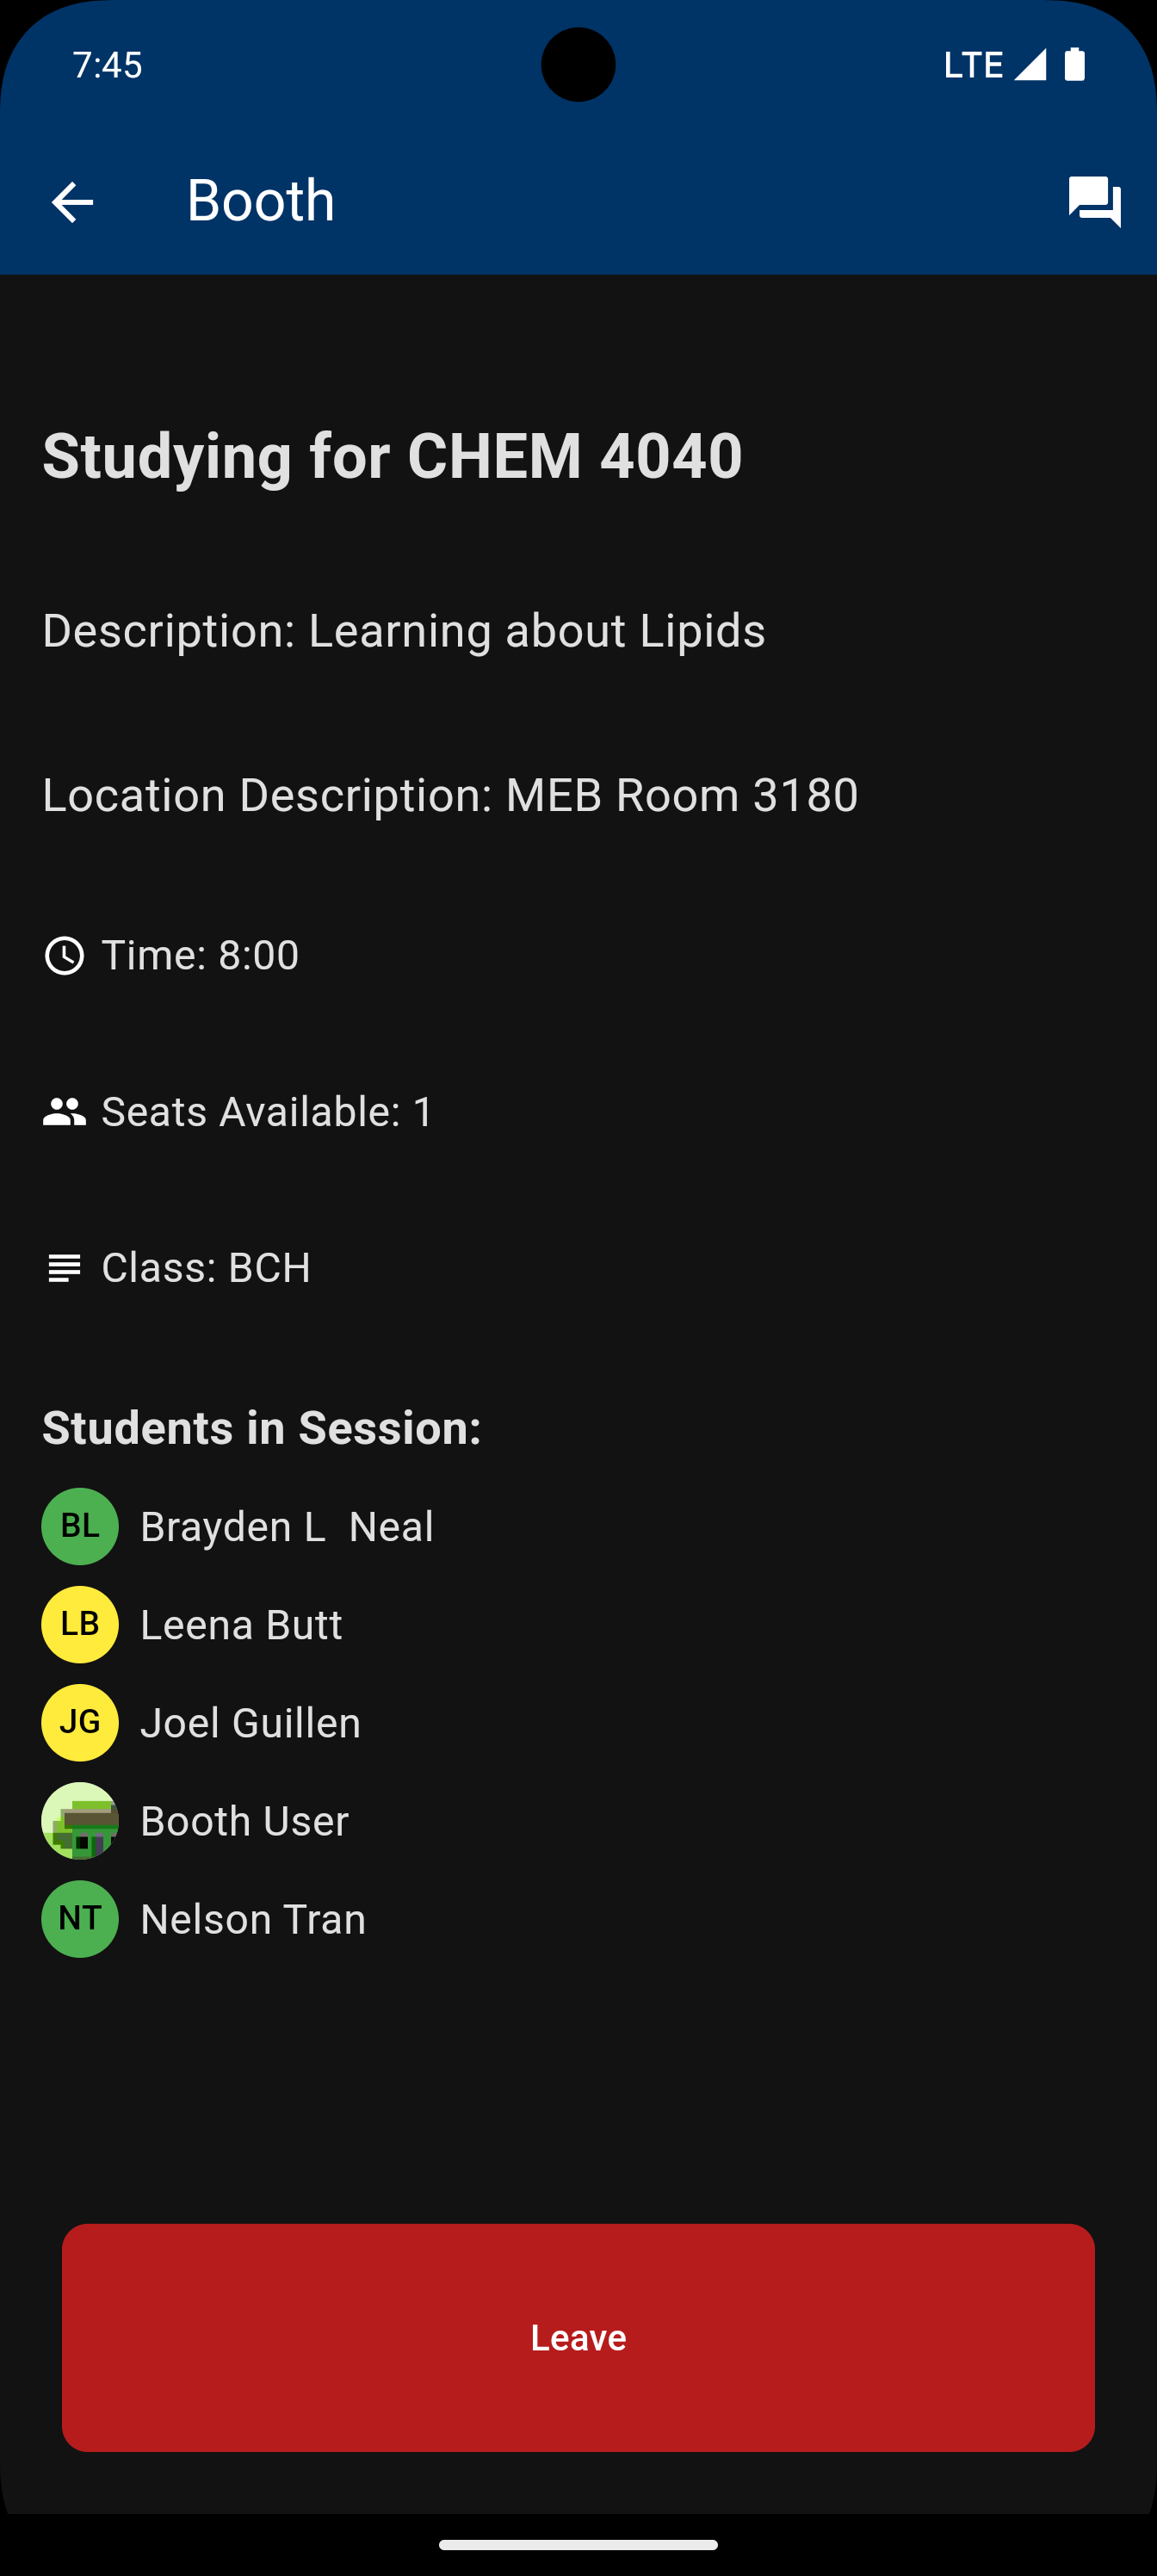 7:45
LTE
Booth
Studying for CHEM 4040
Description: Learning about Lipids
Location Description: MEB Room 3180
Time: 8:00
Seats Available: 1
Class: BCH
Students in Session:
BL Brayden L  Neal
LB Leena Butt
JG Joel Guillen
Booth User
NT Nelson Tran
Leave